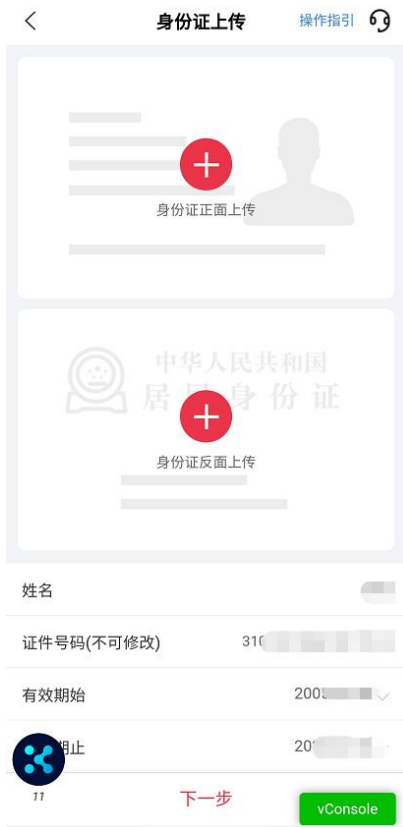 身份证上传
操作指引
身份证正面上传
中华人民共和国
居民身份证
身份证反面上传
姓名
证件号码(不可修改) 310
有效期始 200
期止 20
11
下一步
vConsole